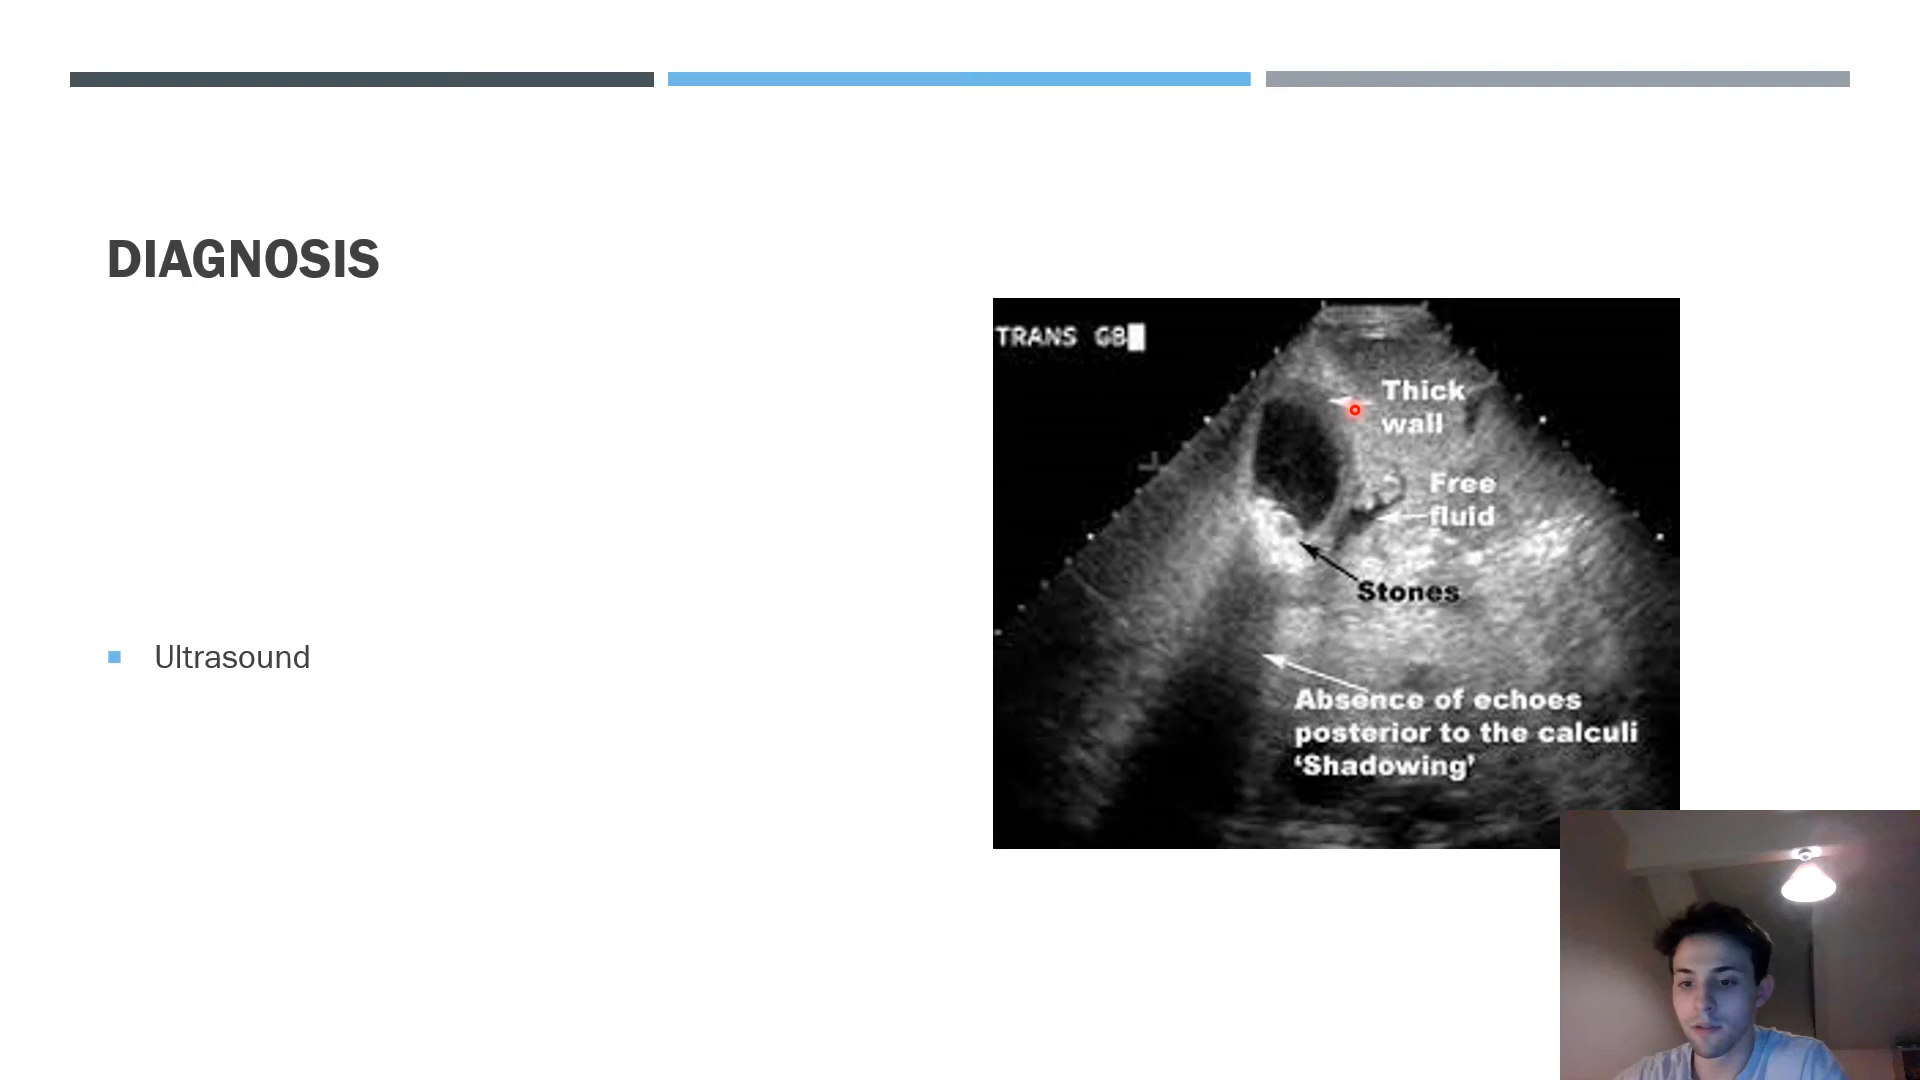 DIAGNOSIS
Ultrasound
TRANS GB
Thick
wall
Free
fluid
Stones
Absence of echoes
posterior to the calculi
‘Shadowing’